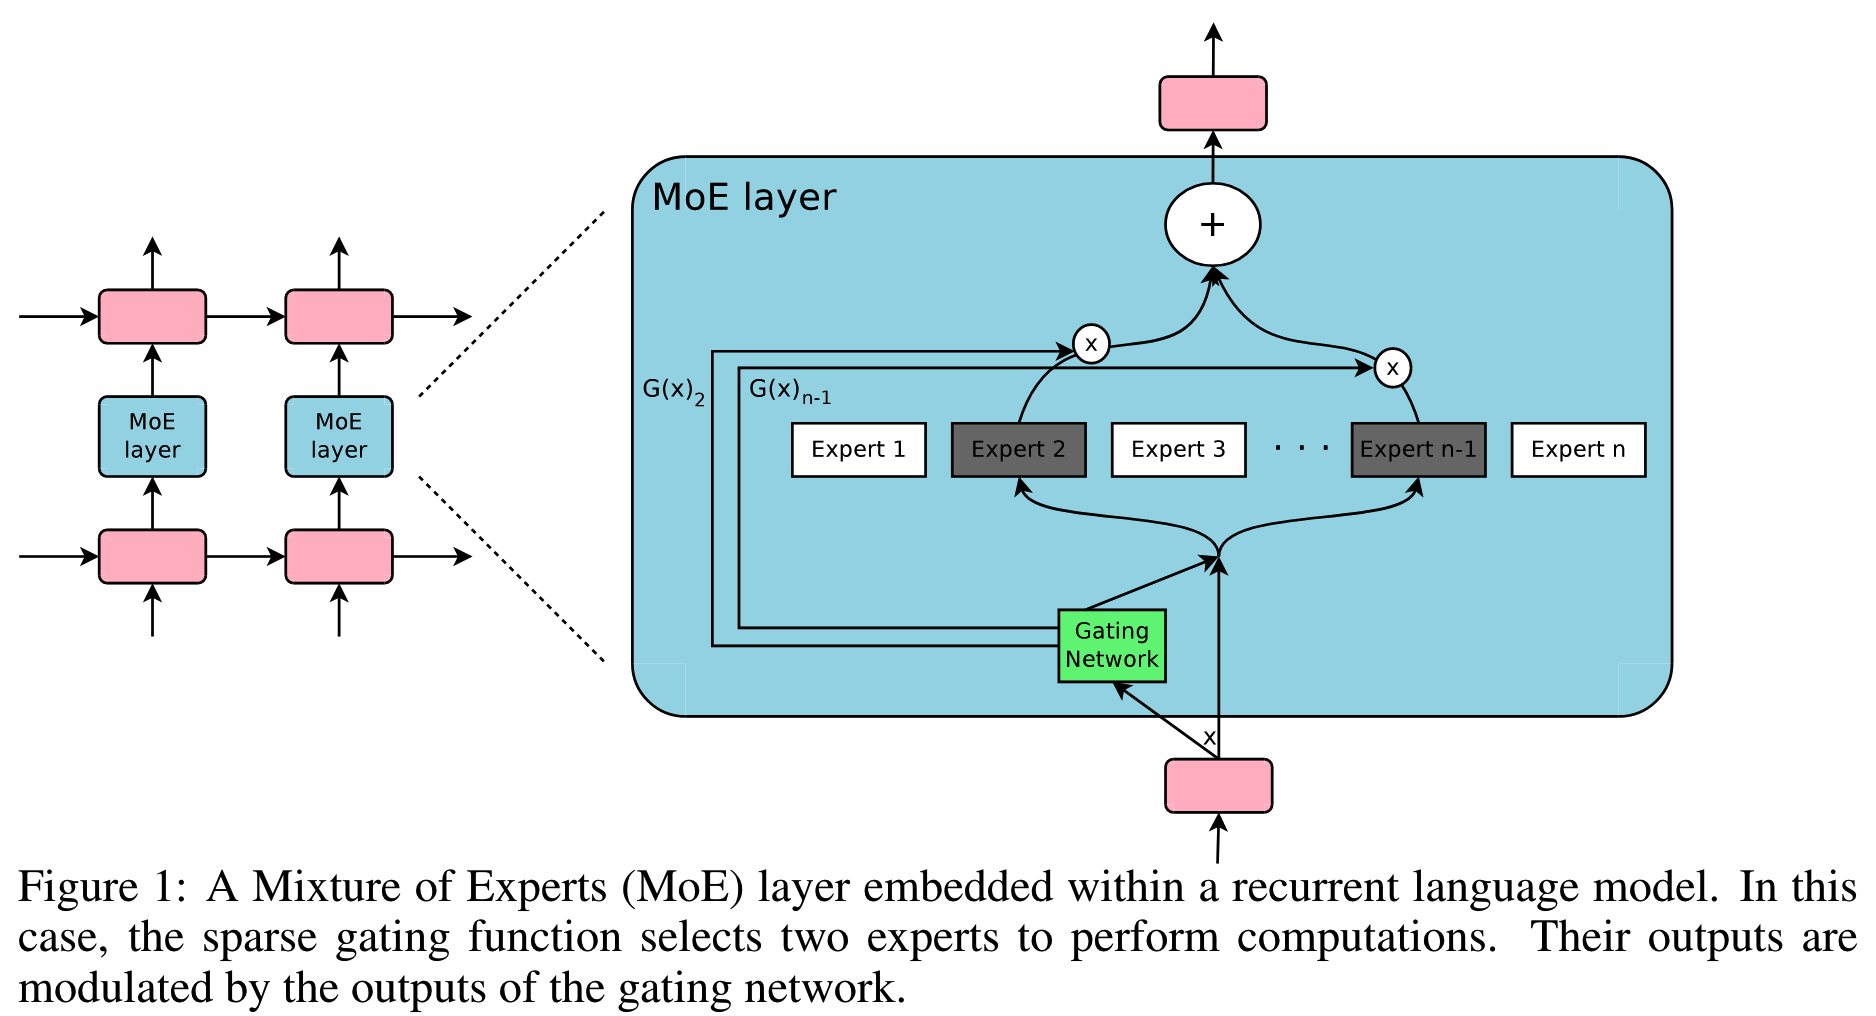 MoE layer
+
x
x
G(x)2
G(x)n-1
MoE
layer
MoE
layer
Expert 1
Expert 2
Expert 3
. . .
Expert n-1
Expert n
Gating
Network
x
Figure 1: A Mixture of Experts (MoE) layer embedded within a recurrent language model. In this
case, the sparse gating function selects two experts to perform computations. Their outputs are
modulated by the outputs of the gating network.